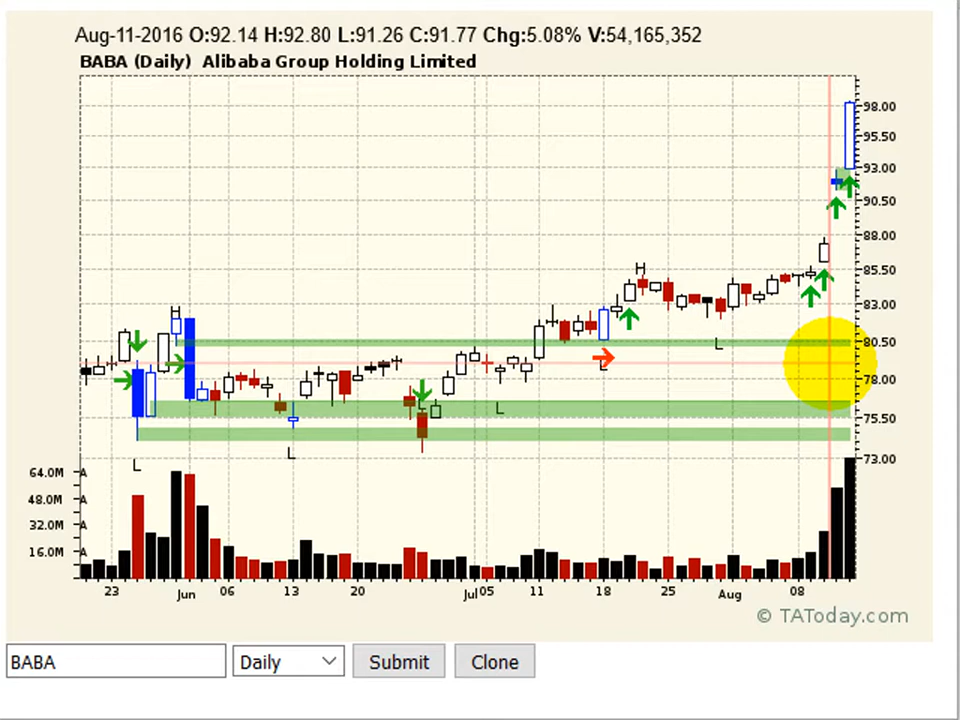 Aug-11-2016 O:92.14 H:92.80 L:91.26 C:91.77 Chg:5.08% V:54,165,352
BABA (Daily) Alibaba Group Holding Limited
98.00
95.50
93.00
90.50
88.00
85.50
83.00
80.50
78.00
75.50
73.00
H
H
L
L
L
L
L
64.0M A
48.0M A
32.0M A
16.0M A
23 Jun 06 13 20 Jul 05 11 18 25 Aug 08
© TAToday.com
BABA Daily Submit Clone